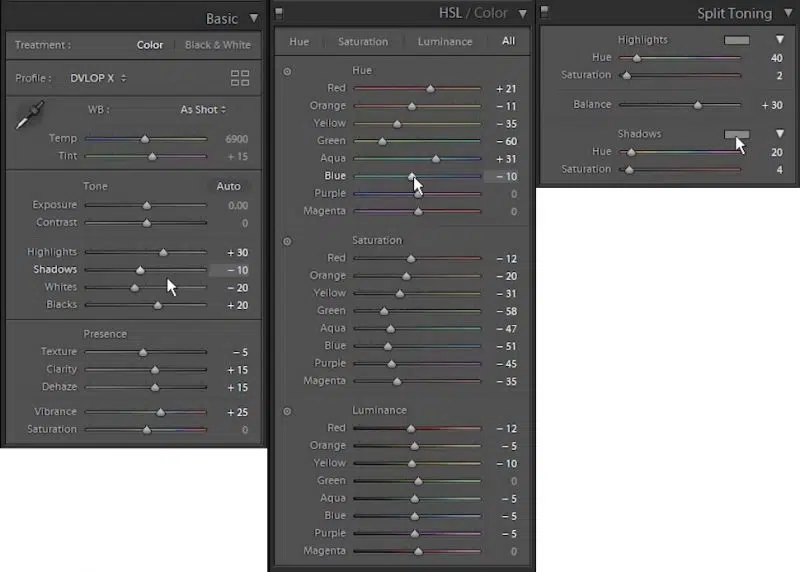 Basic
Treatment : Color | Black & White
Profile : DVLOP X
WB : As Shot
Temp 6900
Tint + 15
Tone Auto
Exposure 0.00
Contrast 0
Highlights + 30
Shadows − 10
Whites − 20
Blacks + 20
Presence
Texture − 5
Clarity + 15
Dehaze + 15
Vibrance + 25
Saturation 0
HSL / Color
Hue Saturation Luminance All
Hue
Red + 21
Orange − 11
Yellow − 35
Green − 60
Aqua + 31
Blue − 10
Purple 0
Magenta 0
Saturation
Red − 12
Orange − 20
Yellow − 31
Green − 58
Aqua − 47
Blue − 51
Purple − 45
Magenta − 35
Luminance
Red − 12
Orange − 5
Yellow − 10
Green 0
Aqua − 5
Blue − 5
Purple − 5
Magenta 0
Split Toning
Highlights
Hue 40
Saturation 2
Balance + 30
Shadows
Hue 20
Saturation 4